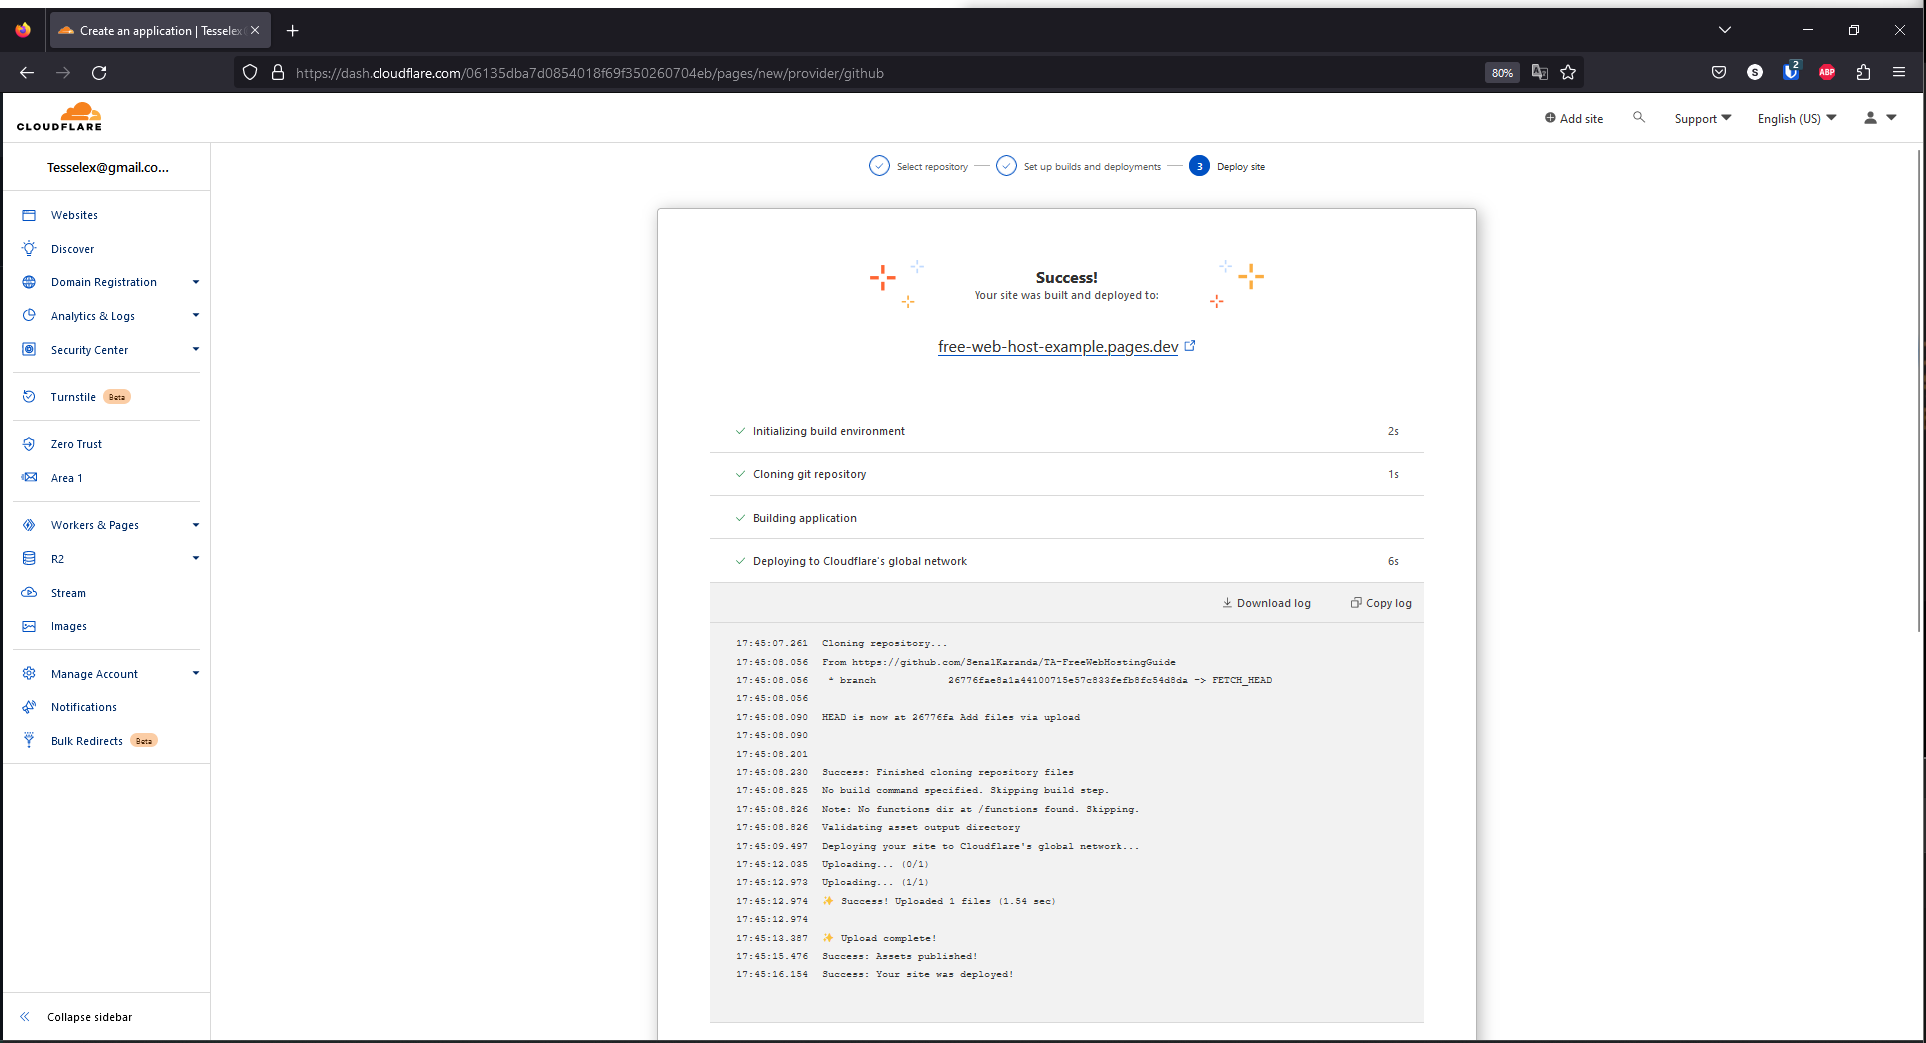 Create an application | Tesselex
https://dash.cloudflare.com/06135dba7d0854018f69f350260704eb/pages/new/provider/github
80%
S
2
ABP
CLOUDFLARE
Add site
Support
English (US)
Tesselex@gmail.co...
Websites
Discover
Domain Registration
Analytics & Logs
Security Center
Turnstile Beta
Zero Trust
Area 1
Workers & Pages
R2
Stream
Images
Manage Account
Notifications
Bulk Redirects Beta
Collapse sidebar
Select repository
Set up builds and deployments
3 Deploy site
Success!
Your site was built and deployed to:
free-web-host-example.pages.dev
Initializing build environment 2s
Cloning git repository 1s
Building application
Deploying to Cloudflare's global network 6s
Download log Copy log
17:45:07.261 Cloning repository...
17:45:08.056 From https://github.com/SenalKaranda/TA-FreeWebHostingGuide
17:45:08.056 * branch 26776fae8a1a44100715e57c833fefb8fc54d8da -> FETCH_HEAD
17:45:08.056
17:45:08.090 HEAD is now at 26776fa Add files via upload
17:45:08.090
17:45:08.201
17:45:08.230 Success: Finished cloning repository files
17:45:08.825 No build command specified. Skipping build step.
17:45:08.826 Note: No functions dir at /functions found. Skipping.
17:45:08.826 Validating asset output directory
17:45:09.497 Deploying your site to Cloudflare's global network...
17:45:12.035 Uploading... (0/1)
17:45:12.973 Uploading... (1/1)
17:45:12.974 ✨ Success! Uploaded 1 files (1.54 sec)
17:45:12.974
17:45:13.387 ✨ Upload complete!
17:45:15.476 Success: Assets published!
17:45:16.154 Success: Your site was deployed!